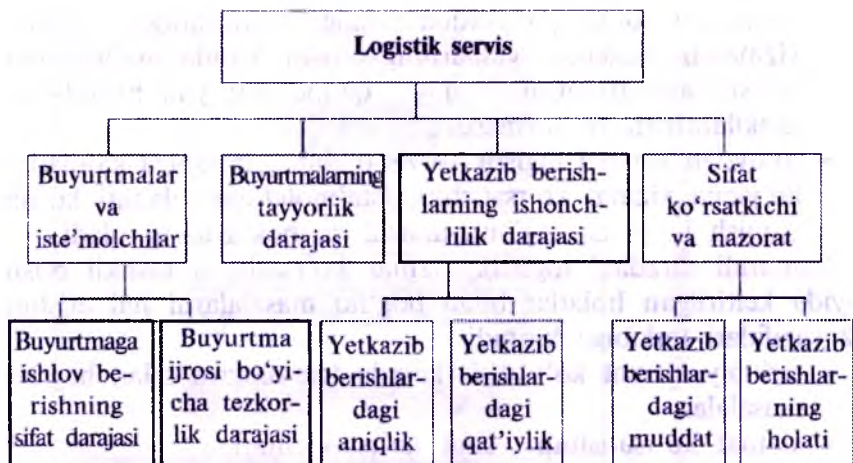 Logistik servis
Buyurtmalar
va
iste'molchilar
Buyurtmalarning
tayyorlik
darajasi
Yetkazib berish-
larning ishonch-
lilik darajasi
Sifat
ko'rsatkichi
va nazorat
Buyurtmaga
ishlov be-
rishning
sifat darajasi
Buyurtma
ijrosi bo'yi-
cha tezkor-
lik darajasi
Yetkazib
berishlar-
dagi
aniqlik
Yetkazib
berishlar-
dagi
qat'iylik
Yetkazib
berishlar-
dagi
muddat
Yetkazib
berishlar-
ning
holati